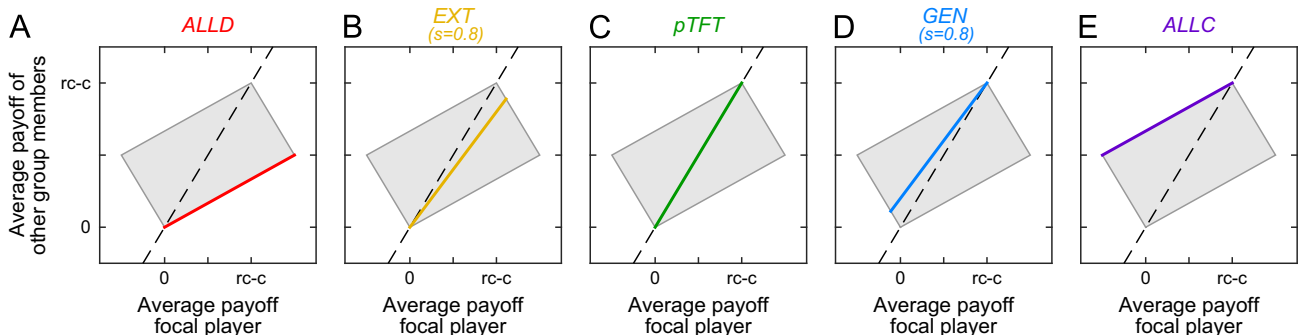 A
ALLD
B
EXT
(s=0.8)
C
pTFT
D
GEN
(s=0.8)
E
ALLC
Average payoff of
other group members
rc-c
0
0
rc-c
0
rc-c
0
rc-c
0
rc-c
0
rc-c
Average payoff
focal player
Average payoff
focal player
Average payoff
focal player
Average payoff
focal player
Average payoff
focal player